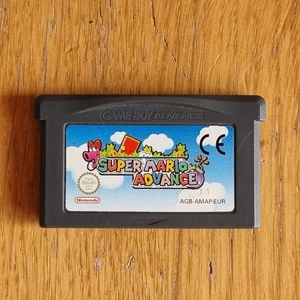 GAME BOY ADVANCE
CE
SUPER MARIO
ADVANCE
Nintendo
AGB-AMAP-EUR